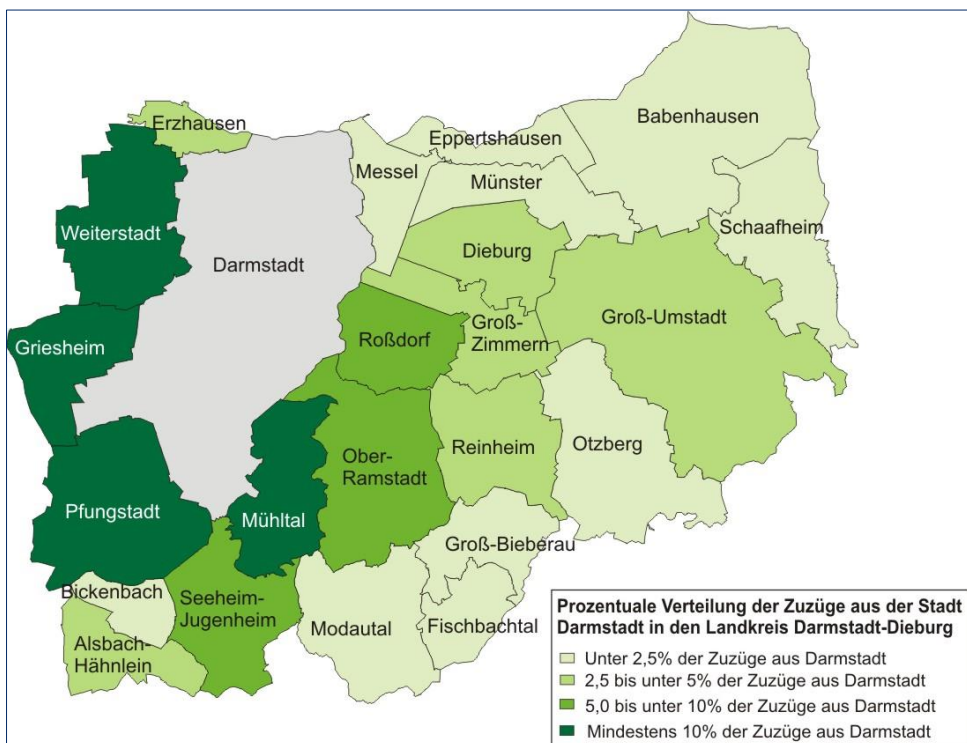 Erzhausen
Babenhausen
Eppertshausen
Messel
Münster
Weiterstadt
Schaafheim
Dieburg
Darmstadt
Groß-Umstadt
Griesheim
Roßdorf
Groß-
Zimmern
Ober-
Ramstadt
Reinheim
Otzberg
Pfungstadt
Mühltal
Groß-Bieberau
Bickenbach
Seeheim-
Jugenheim
Modautal
Fischbachtal
Alsbach-
Hähnlein
Prozentuale Verteilung der Zuzüge aus der Stadt
Darmstadt in den Landkreis Darmstadt-Dieburg
Unter 2,5% der Zuzüge aus Darmstadt
2,5 bis unter 5% der Zuzüge aus Darmstadt
5,0 bis unter 10% der Zuzüge aus Darmstadt
Mindestens 10% der Zuzüge aus Darmstadt